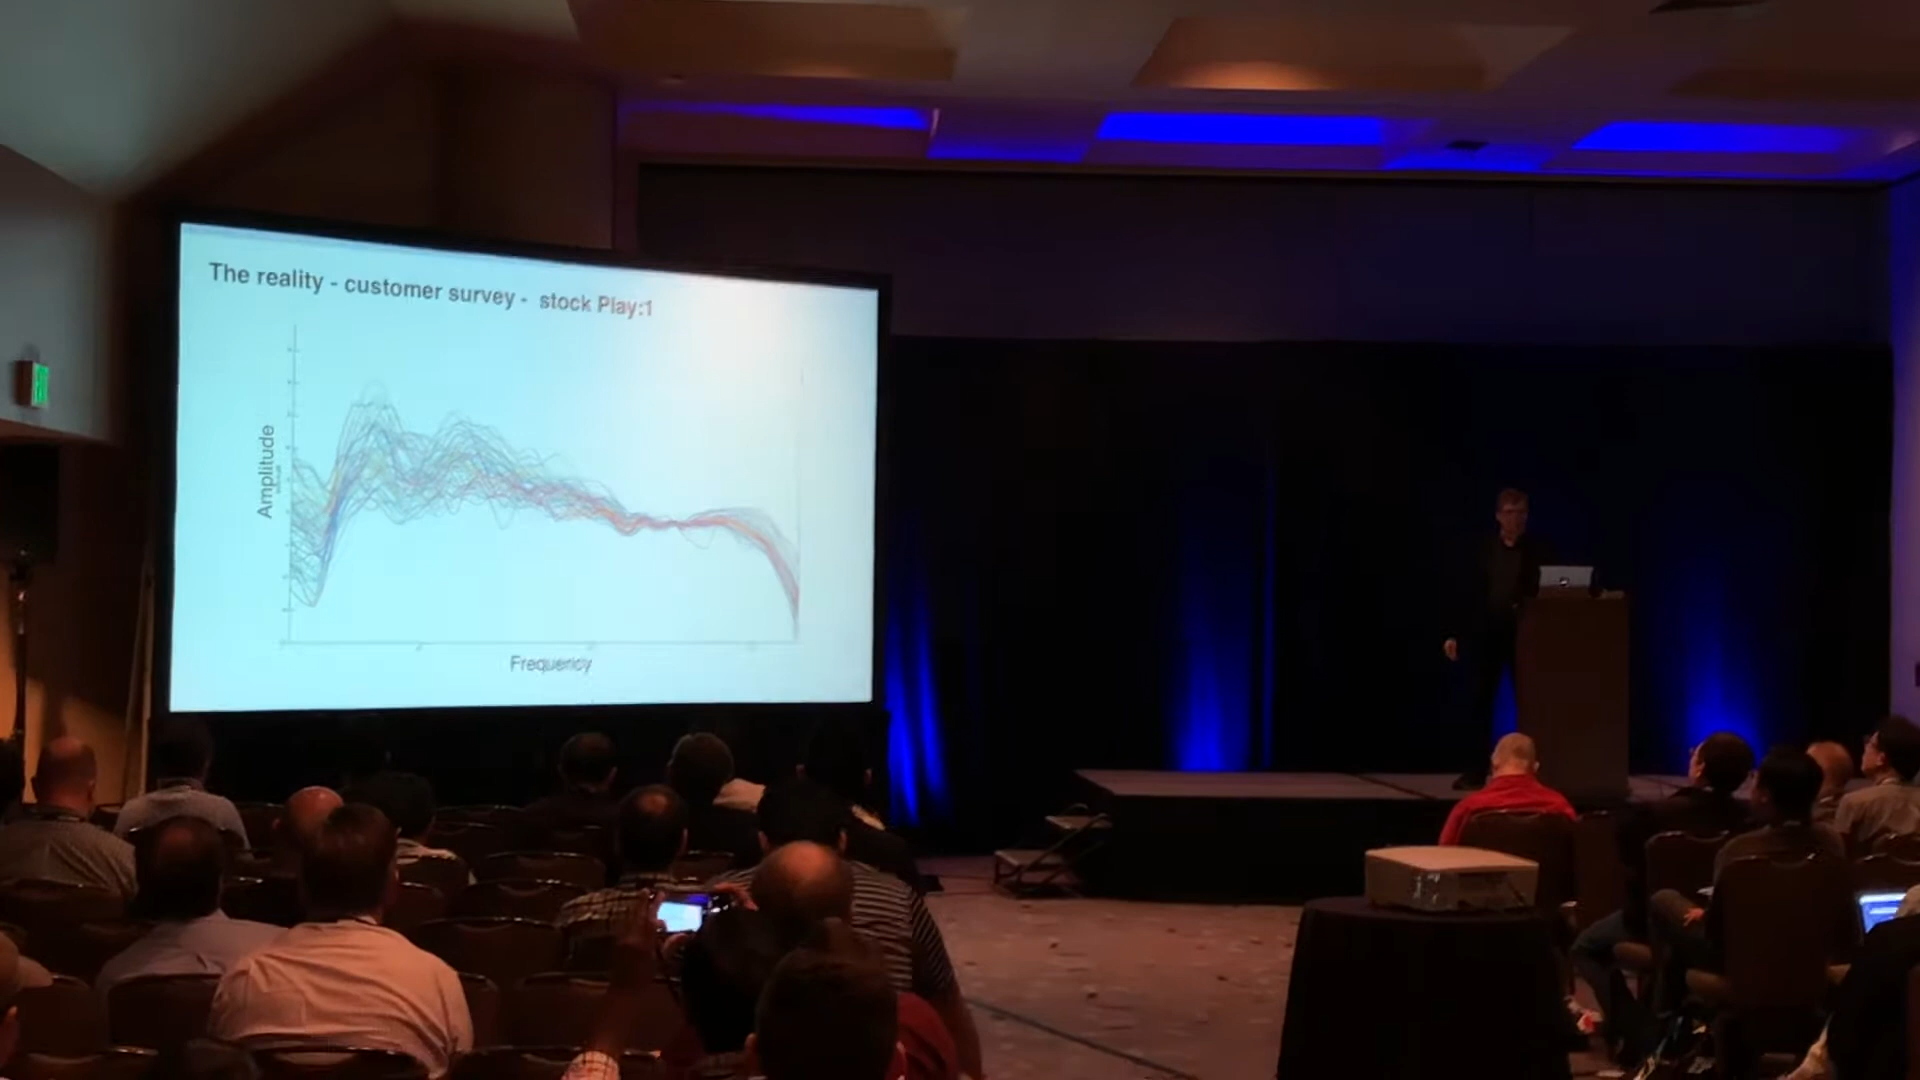 The reality - customer survey - stock Play:1
Amplitude
Frequency